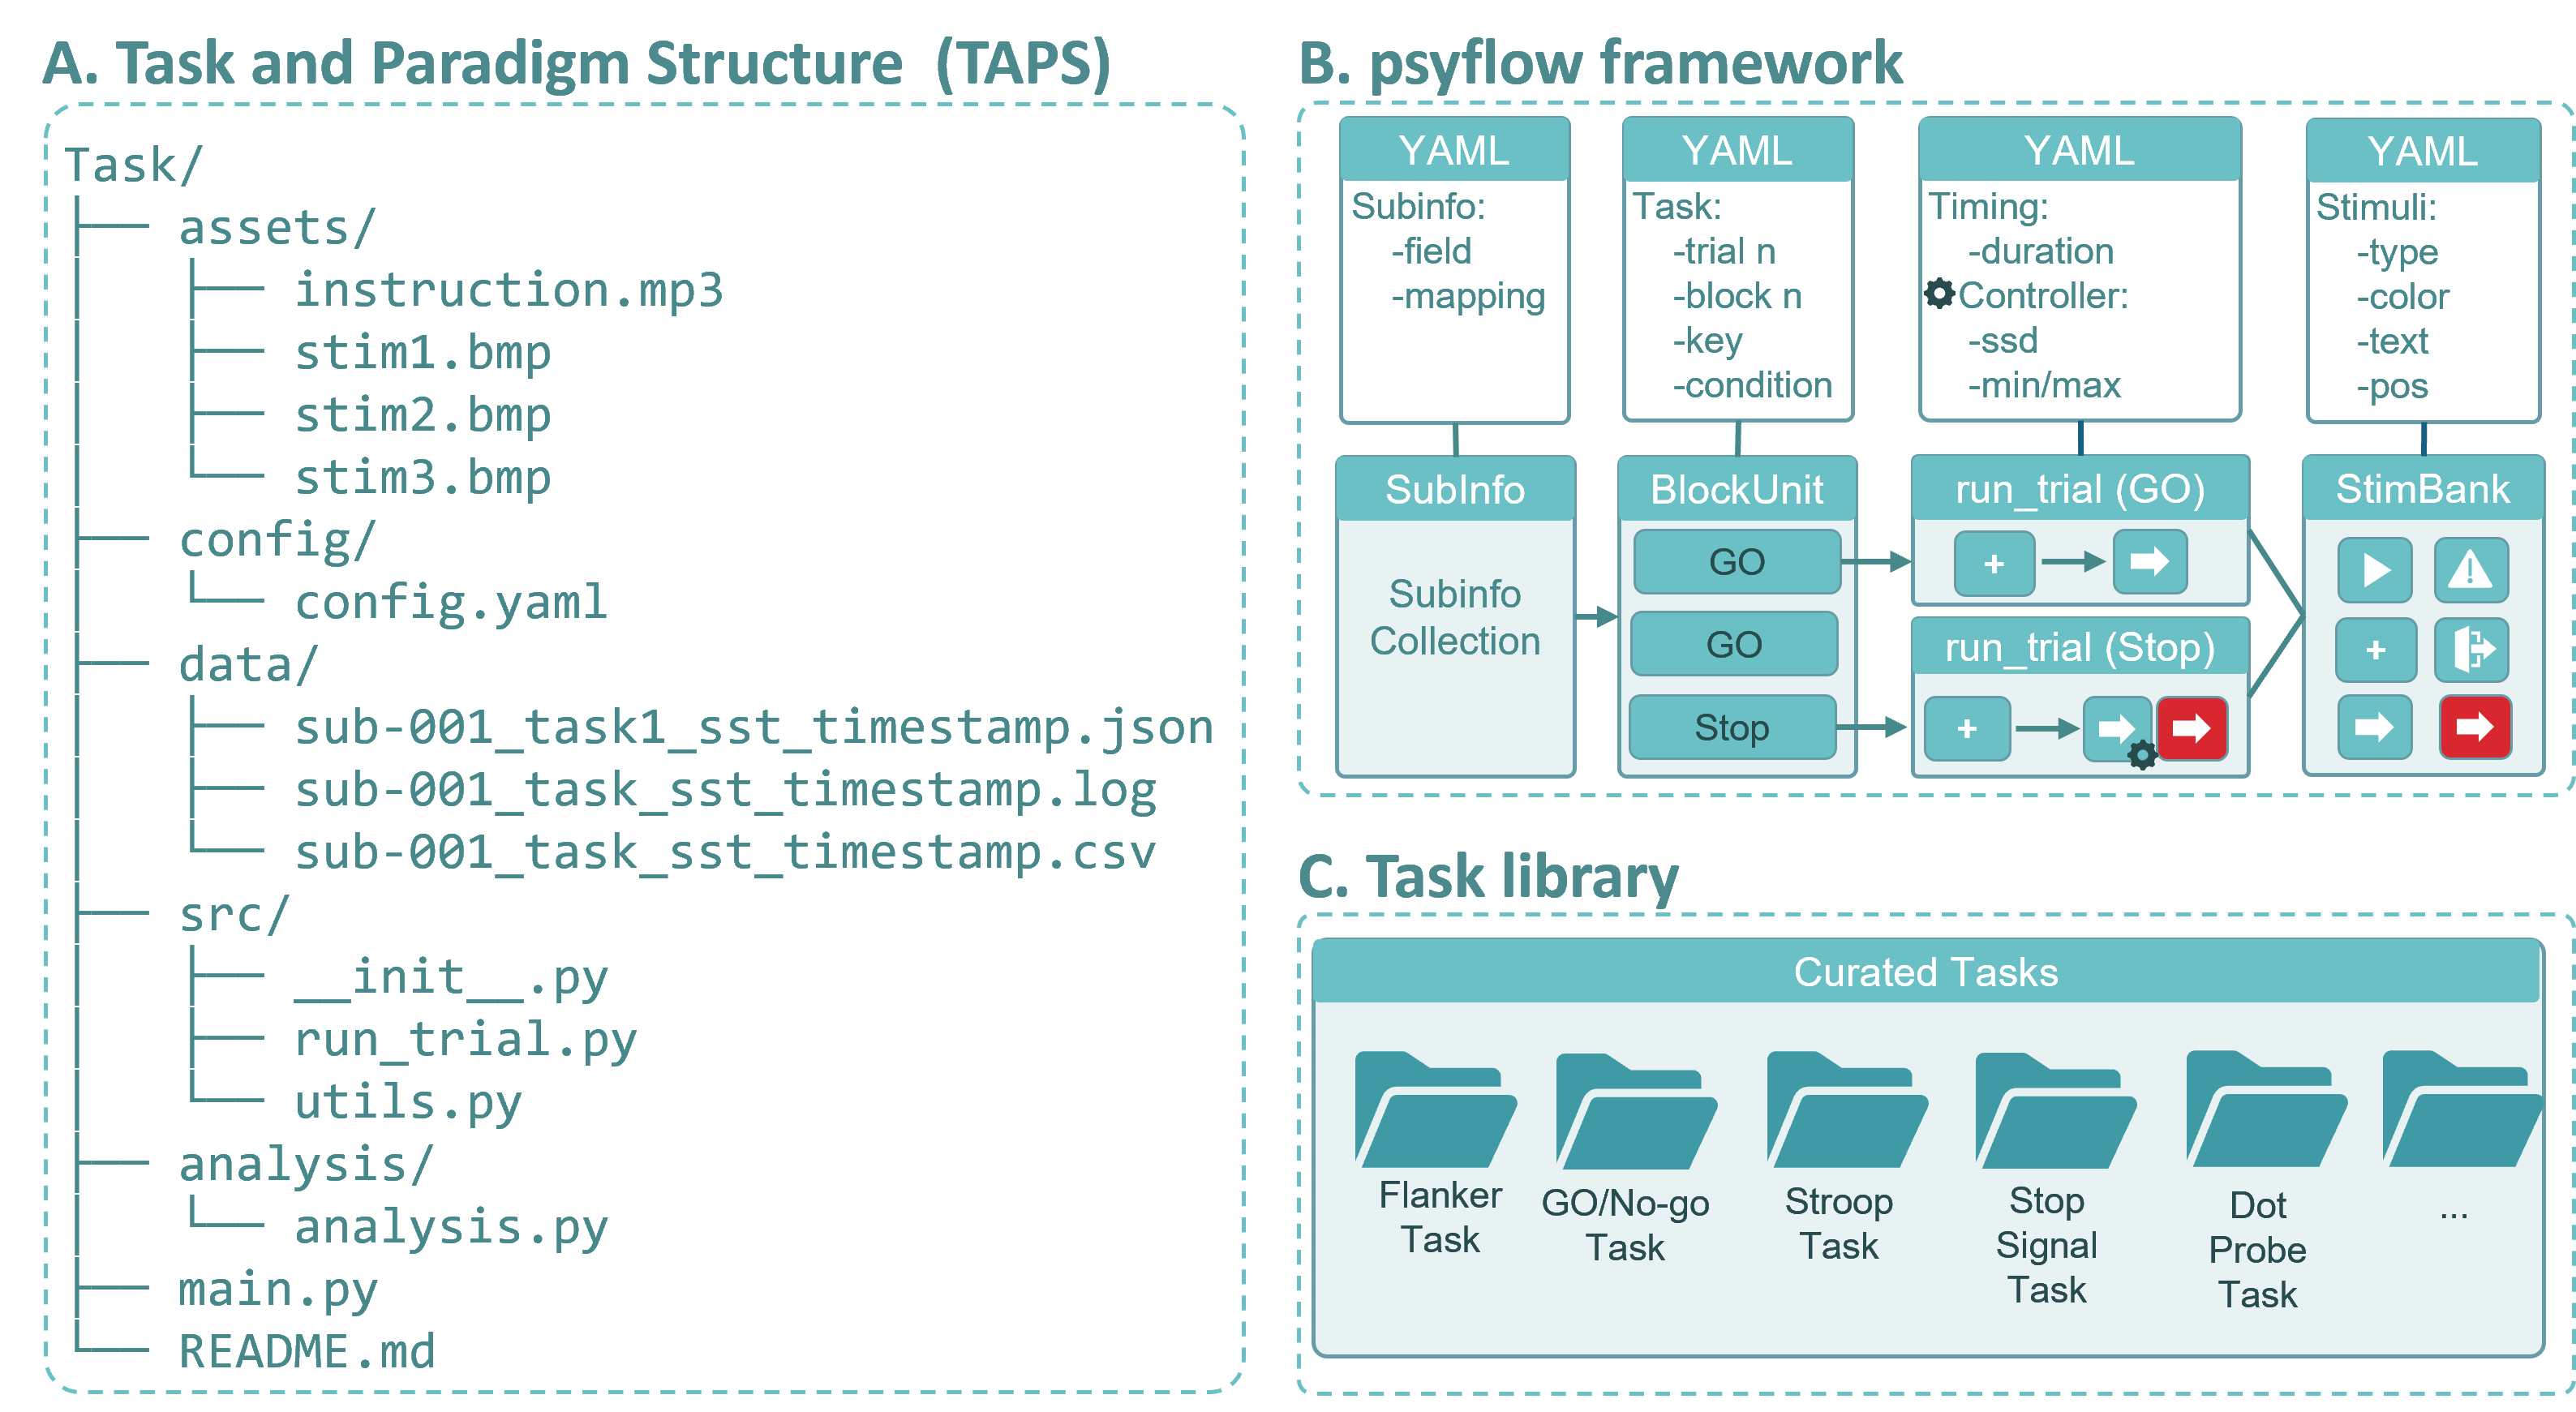 A. Task and Paradigm Structure (TAPS)
Task/
assets/
instruction.mp3
stim1.bmp
stim2.bmp
stim3.bmp
config/
config.yaml
data/
sub-001_task1_sst_timestamp.json
sub-001_task_sst_timestamp.log
sub-001_task_sst_timestamp.csv
src/
__init__.py
run_trial.py
utils.py
analysis/
analysis.py
main.py
README.md
B. psyflow framework
YAML
Subinfo:
-field
-mapping
YAML
Task:
-trial n
-block n
-key
-condition
YAML
Timing:
-duration
Controller:
-ssd
-min/max
YAML
Stimuli:
-type
-color
-text
-pos
SubInfo
Subinfo
Collection
BlockUnit
GO
GO
Stop
run_trial (GO)
+
run_trial (Stop)
+
StimBank
+
C. Task library
Curated Tasks
Flanker
Task
GO/No-go
Task
Stroop
Task
Stop
Signal
Task
Dot
Probe
Task
...